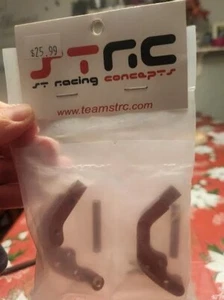 $25.99
STRC
ST RACING CONCEPTS
www.teamstrc.com